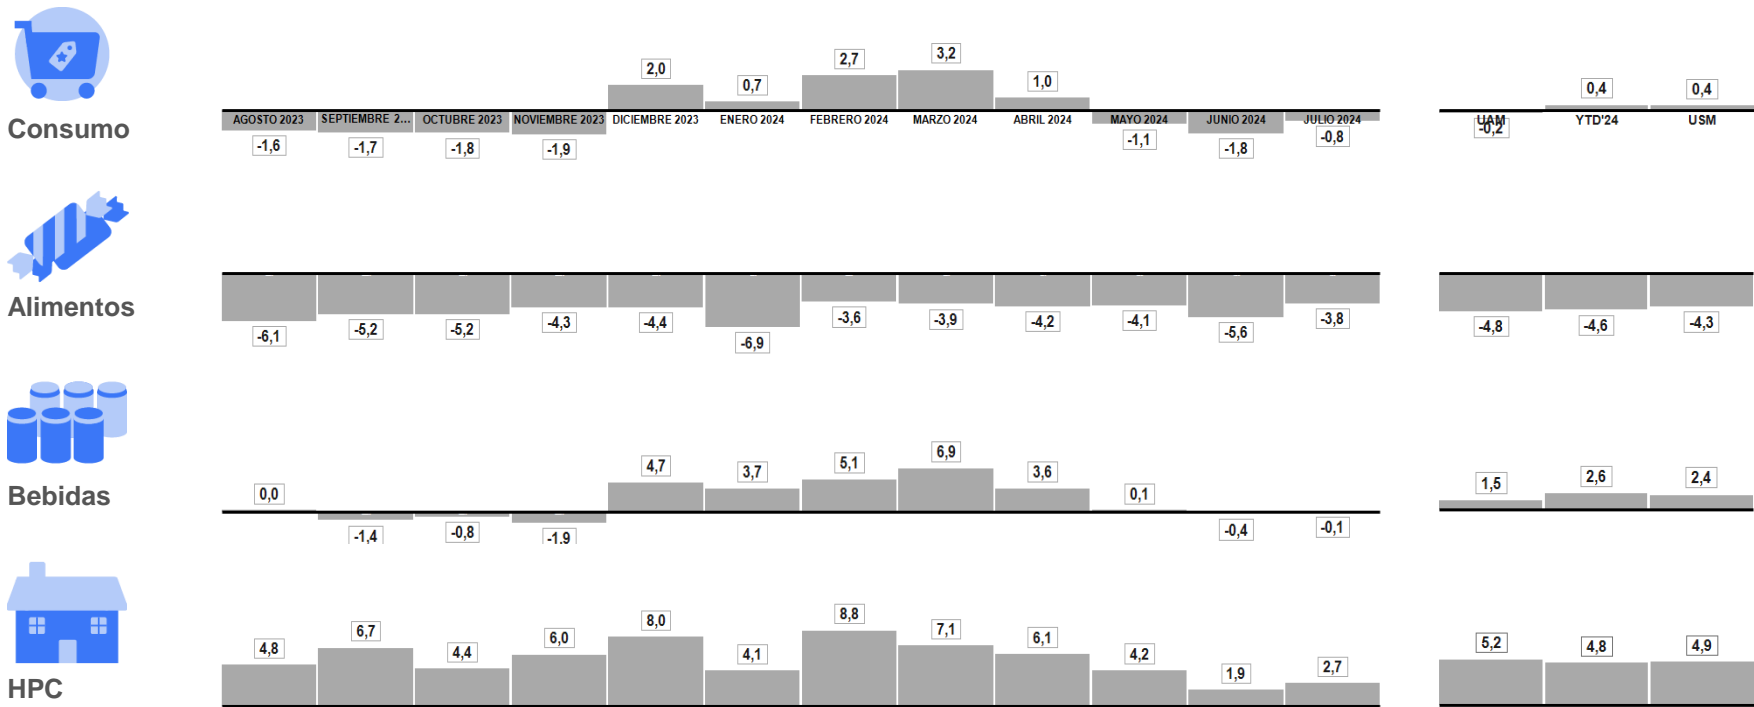 2,0 0,7 2,7 3,2 1,0 0,4 0,4
Consumo
AGOSTO 2023 SEPTIEMBRE 2... OCTUBRE 2023 NOVIEMBRE 2023 DICIEMBRE 2023 ENERO 2024 FEBRERO 2024 MARZO 2024 ABRIL 2024 MAYO 2024 JUNIO 2024 JULIO 2024 UAM YTD'24 USM
-1,6 -1,7 -1,8 -1,9 -1,1 -1,8 -0,8 -0,2
Alimentos
-6,1 -5,2 -5,2 -4,3 -4,4 -6,9 -3,6 -3,9 -4,2 -4,1 -5,6 -3,8 -4,8 -4,6 -4,3
Bebidas
0,0 4,7 3,7 5,1 6,9 3,6 0,1 1,5 2,6 2,4
-1,4 -0,8 -1,9 -0,4 -0,1
HPC
4,8 6,7 4,4 6,0 8,0 4,1 8,8 7,1 6,1 4,2 1,9 2,7 5,2 4,8 4,9